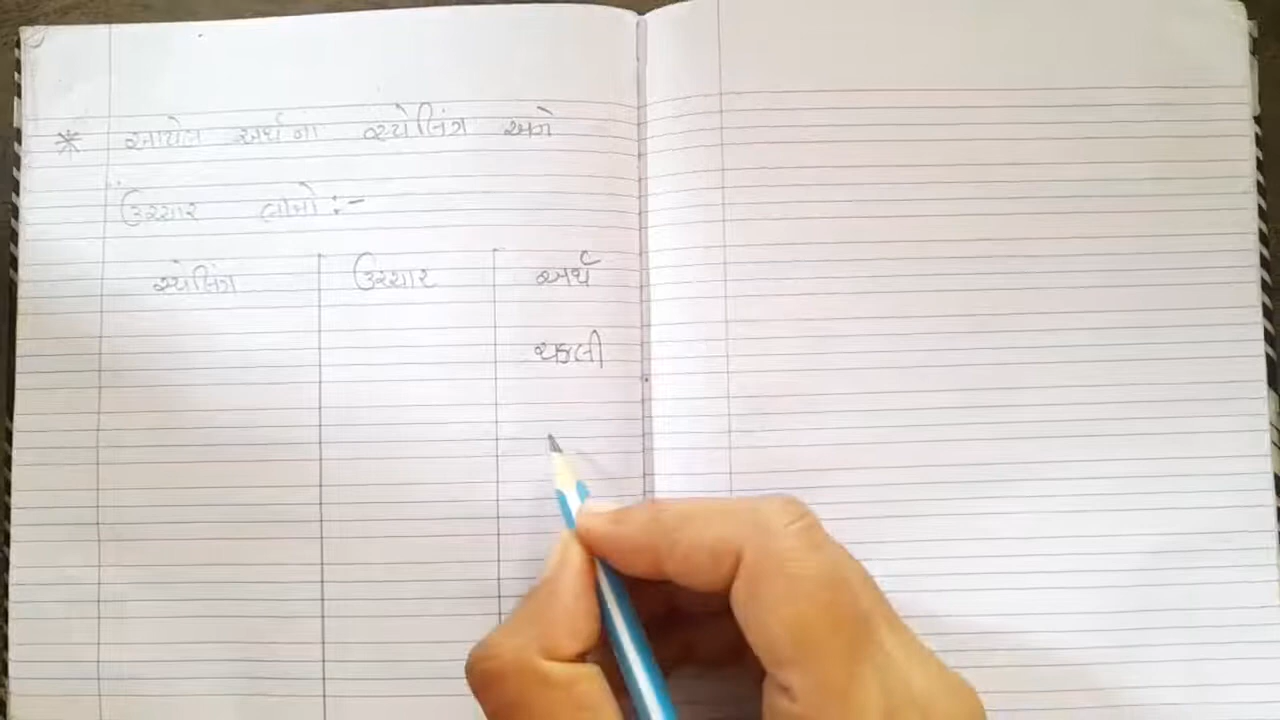 * આપેલ અર્થના સ્પેલિંગ અને
ઉચ્ચાર લખો :-
સ્પેલિંગ ઉચ્ચાર અર્થ
ચકલી